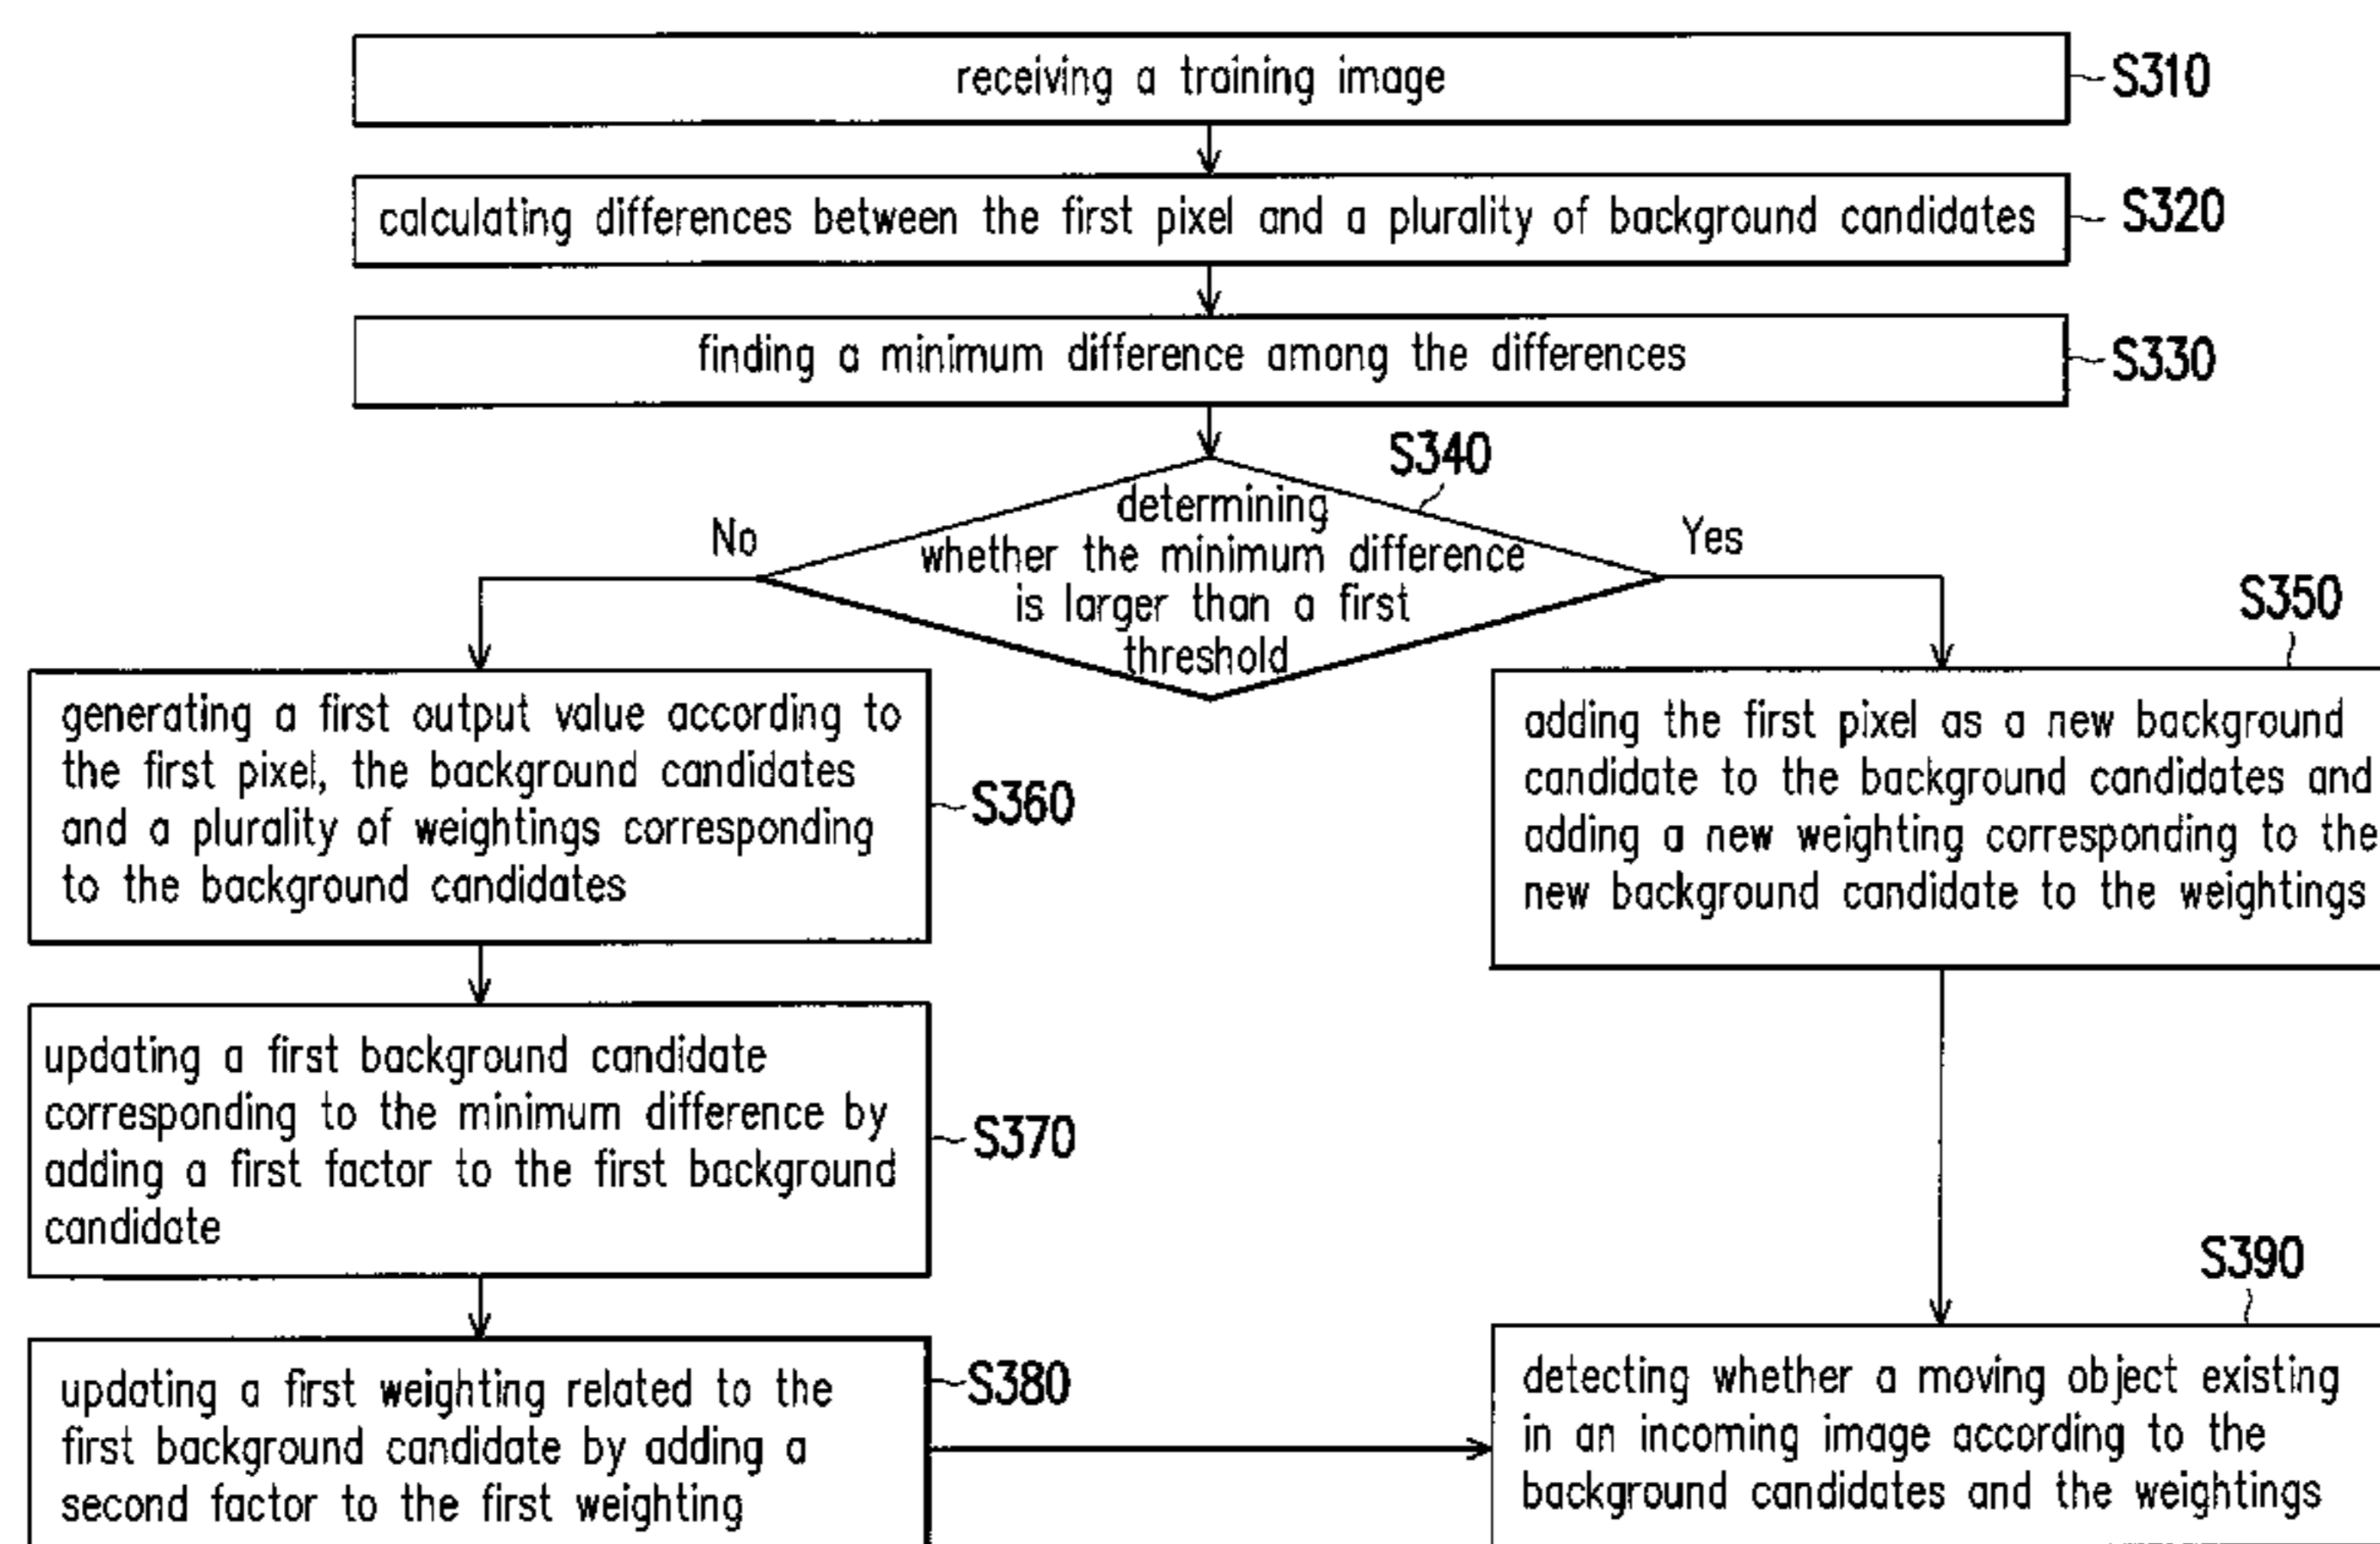 receiving a training image
S310
calculating differences between the first pixel and a plurality of background candidates
S320
finding a minimum difference among the differences
S330
S340
determining
whether the minimum difference
is larger than a first
threshold
No
Yes
S350
generating a first output value according to
the first pixel, the background candidates
and a plurality of weightings corresponding
to the background candidates
S360
adding the first pixel as a new background
candidate to the background candidates and
adding a new weighting corresponding to the
new background candidate to the weightings
updating a first background candidate
corresponding to the minimum difference by
adding a first factor to the first background
candidate
S370
S390
updating a first weighting related to the
first background candidate by adding a
second factor to the first weighting
S380
detecting whether a moving object existing
in an incoming image according to the
background candidates and the weightings